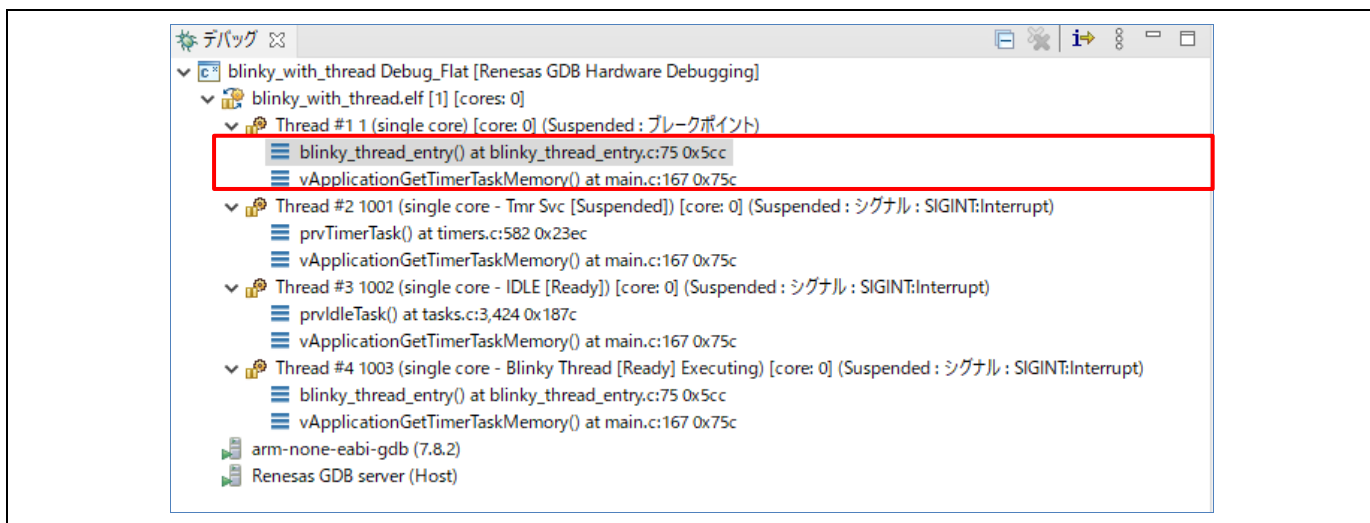 デバッグ
blinky_with_thread Debug_Flat [Renesas GDB Hardware Debugging]
blinky_with_thread.elf [1] [cores: 0]
Thread #1 1 (single core) [core: 0] (Suspended : ブレークポイント)
blinky_thread_entry() at blinky_thread_entry.c:75 0x5cc
vApplicationGetTimerTaskMemory() at main.c:167 0x75c
Thread #2 1001 (single core - Tmr Svc [Suspended]) [core: 0] (Suspended : シグナル : SIGINT:Interrupt)
prvTimerTask() at timers.c:582 0x23ec
vApplicationGetTimerTaskMemory() at main.c:167 0x75c
Thread #3 1002 (single core - IDLE [Ready]) [core: 0] (Suspended : シグナル : SIGINT:Interrupt)
prvIdleTask() at tasks.c:3,424 0x187c
vApplicationGetTimerTaskMemory() at main.c:167 0x75c
Thread #4 1003 (single core - Blinky Thread [Ready] Executing) [core: 0] (Suspended : シグナル : SIGINT:Interrupt)
blinky_thread_entry() at blinky_thread_entry.c:75 0x5cc
vApplicationGetTimerTaskMemory() at main.c:167 0x75c
arm-none-eabi-gdb (7.8.2)
Renesas GDB server (Host)